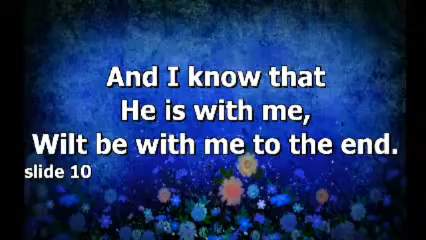 And I know that
He is with me,
Wilt be with me to the end.
slide 10